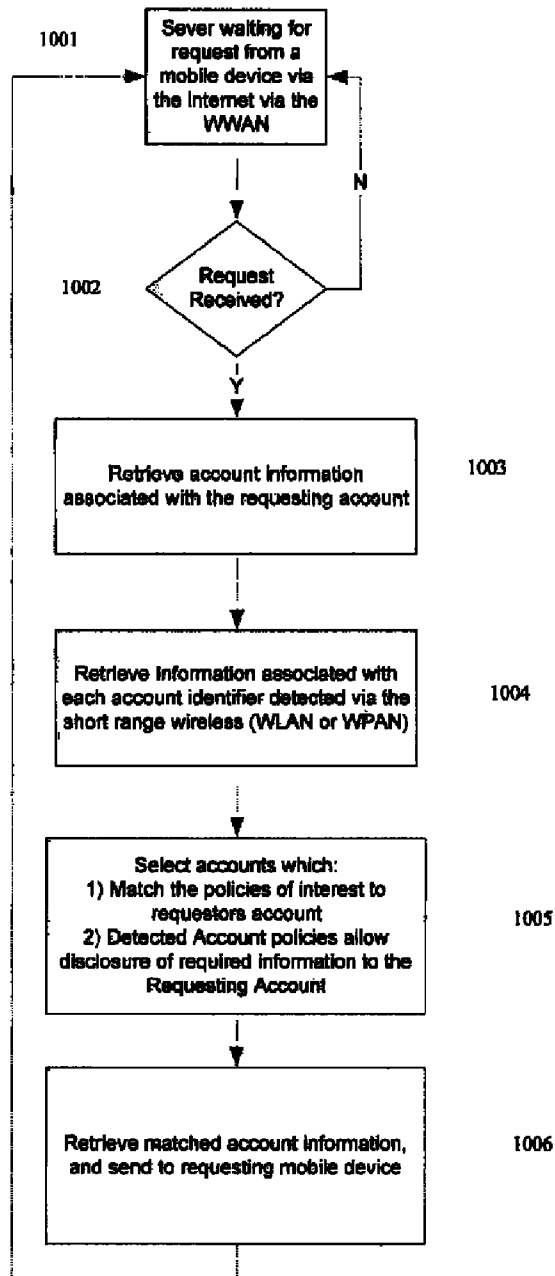 1001
Sever waiting for
request from a
mobile device via
the Internet via the
WWAN
N
1002
Request
Received?
Y
1003
Retrieve account information
associated with the requesting account
1004
Retrieve Information associated with
each account identifier detected via the
short range wireless (WLAN or WPAN)
1005
Select accounts which:
1) Match the policies of interest to
requestors account
2) Detected Account policies allow
disclosure of required information to the
Requesting Account
1006
Retrieve matched account information,
and send to requesting mobile device